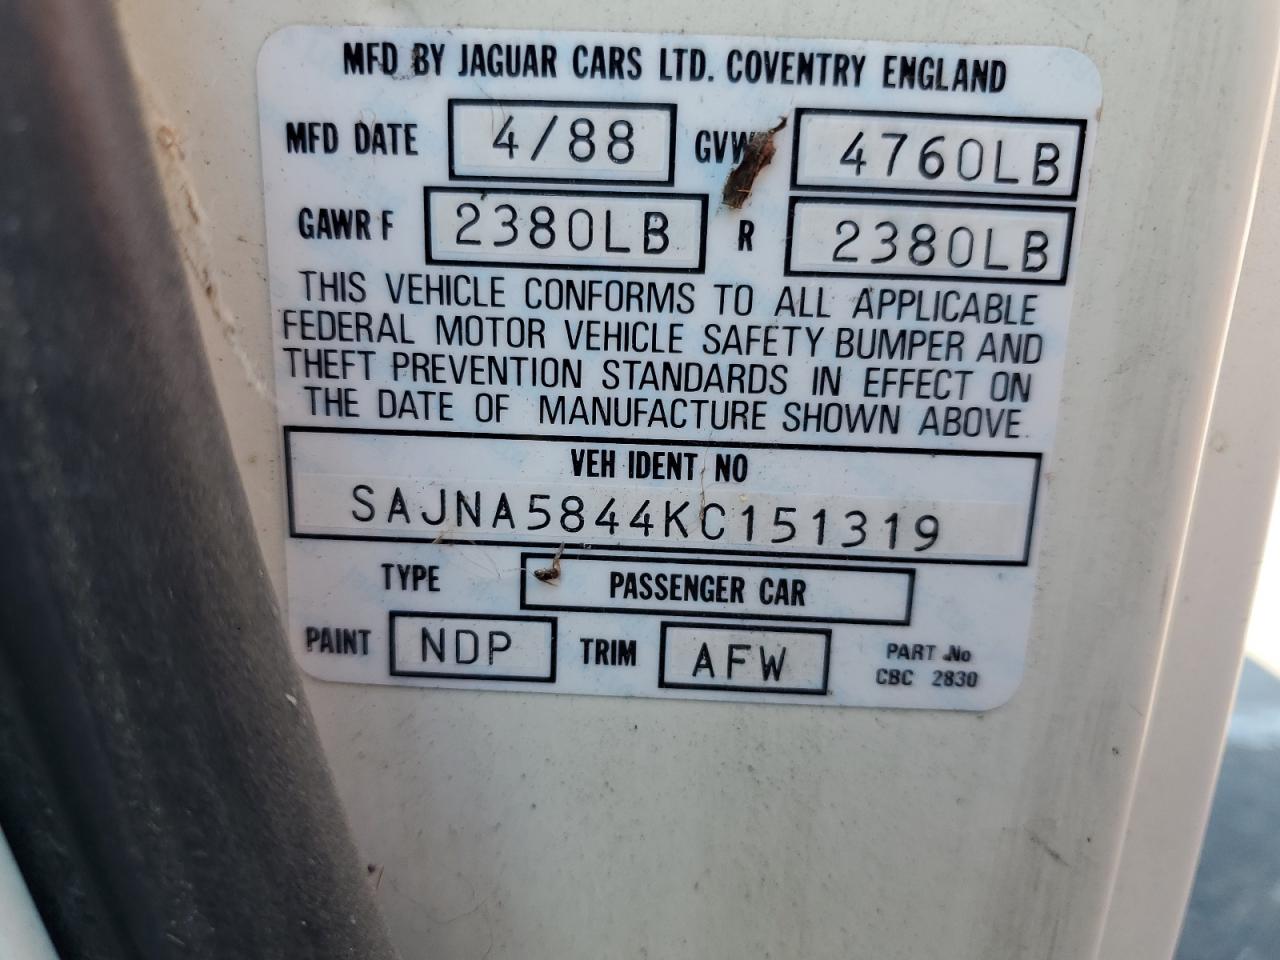 MFD BY JAGUAR CARS LTD. COVENTRY ENGLAND
MFD DATE 4/88 GVW 4760LB
GAWR F 2380LB R 2380LB
THIS VEHICLE CONFORMS TO ALL APPLICABLE
FEDERAL MOTOR VEHICLE SAFETY BUMPER AND
THEFT PREVENTION STANDARDS IN EFFECT ON
THE DATE OF MANUFACTURE SHOWN ABOVE.
VEH IDENT NO
SAJNA5844KC151319
TYPE PASSENGER CAR
PAINT NDP TRIM AFW PART No
CBC 2830